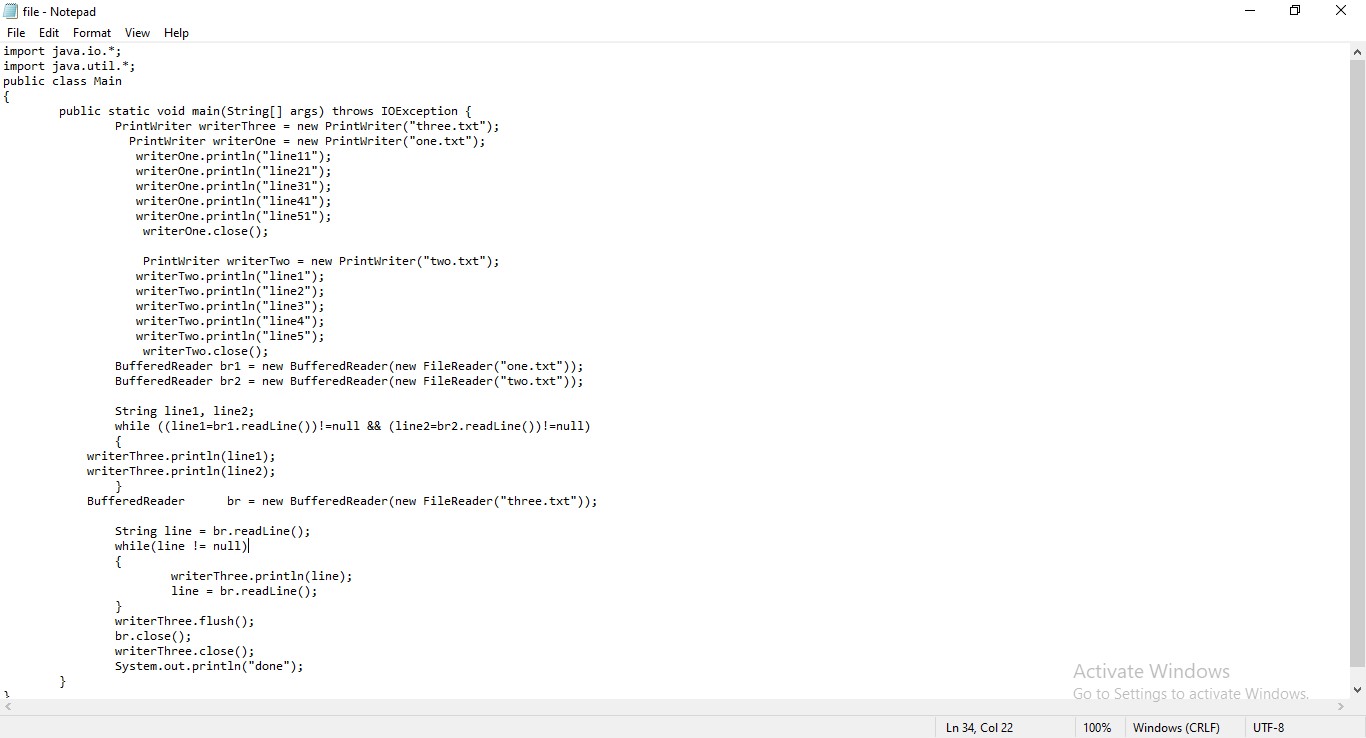 file - Notepad
File Edit Format View Help
import java.io.*;
import java.util.*;
public class Main
{
public static void main(String[] args) throws IOException {
PrintWriter writerThree = new PrintWriter("three.txt");
PrintWriter writerOne = new PrintWriter("one.txt");
writerOne.println("line11");
writerOne.println("line21");
writerOne.println("line31");
writerOne.println("line41");
writerOne.println("line51");
writerOne.close();
PrintWriter writerTwo = new PrintWriter("two.txt");
writerTwo.println("line1");
writerTwo.println("line2");
writerTwo.println("line3");
writerTwo.println("line4");
writerTwo.println("line5");
writerTwo.close();
BufferedReader br1 = new BufferedReader(new FileReader("one.txt"));
BufferedReader br2 = new BufferedReader(new FileReader("two.txt"));
String line1, line2;
while ((line1=br1.readLine())!=null && (line2=br2.readLine())!=null)
{
writerThree.println(line1);
writerThree.println(line2);
}
BufferedReader br = new BufferedReader(new FileReader("three.txt"));
String line = br.readLine();
while(line != null)
{
writerThree.println(line);
line = br.readLine();
}
writerThree.flush();
br.close();
writerThree.close();
System.out.println("done");
}
}
Activate Windows
Go to Settings to activate Windows.
Ln 34, Col 22 100% Windows (CRLF) UTF-8